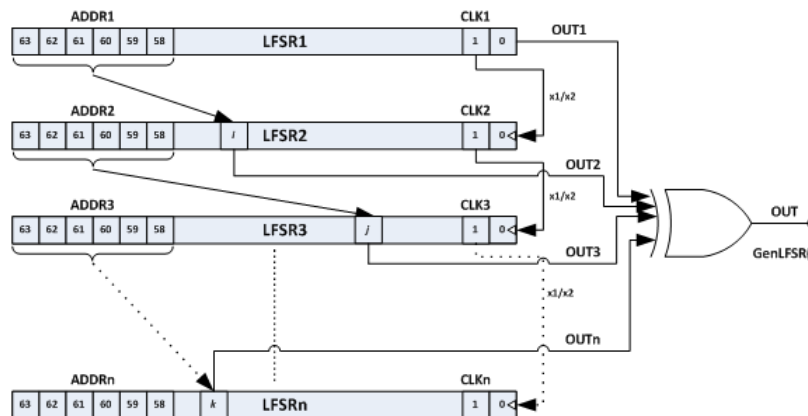 ADDR1 CLK1
63 62 61 60 59 58 LFSR1 1 0 OUT1
x1/x2
ADDR2 CLK2
63 62 61 60 59 58 i LFSR2 1 0
OUT2
x1/x2
ADDR3 CLK3
63 62 61 60 59 58 LFSR3 j 1 0
OUT3
OUT
GenLFSR
x1/x2
OUTn
ADDRn CLKn
63 62 61 60 59 58 k LFSRn 1 0